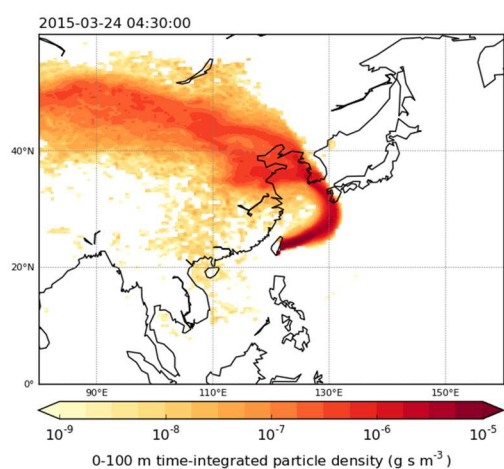 2015-03-24 04:30:00
40°N
20°N
0°
90°E 110°E 130°E 150°E
10⁻⁹ 10⁻⁸ 10⁻⁷ 10⁻⁶ 10⁻⁵
0-100 m time-integrated particle density (g s m⁻³)